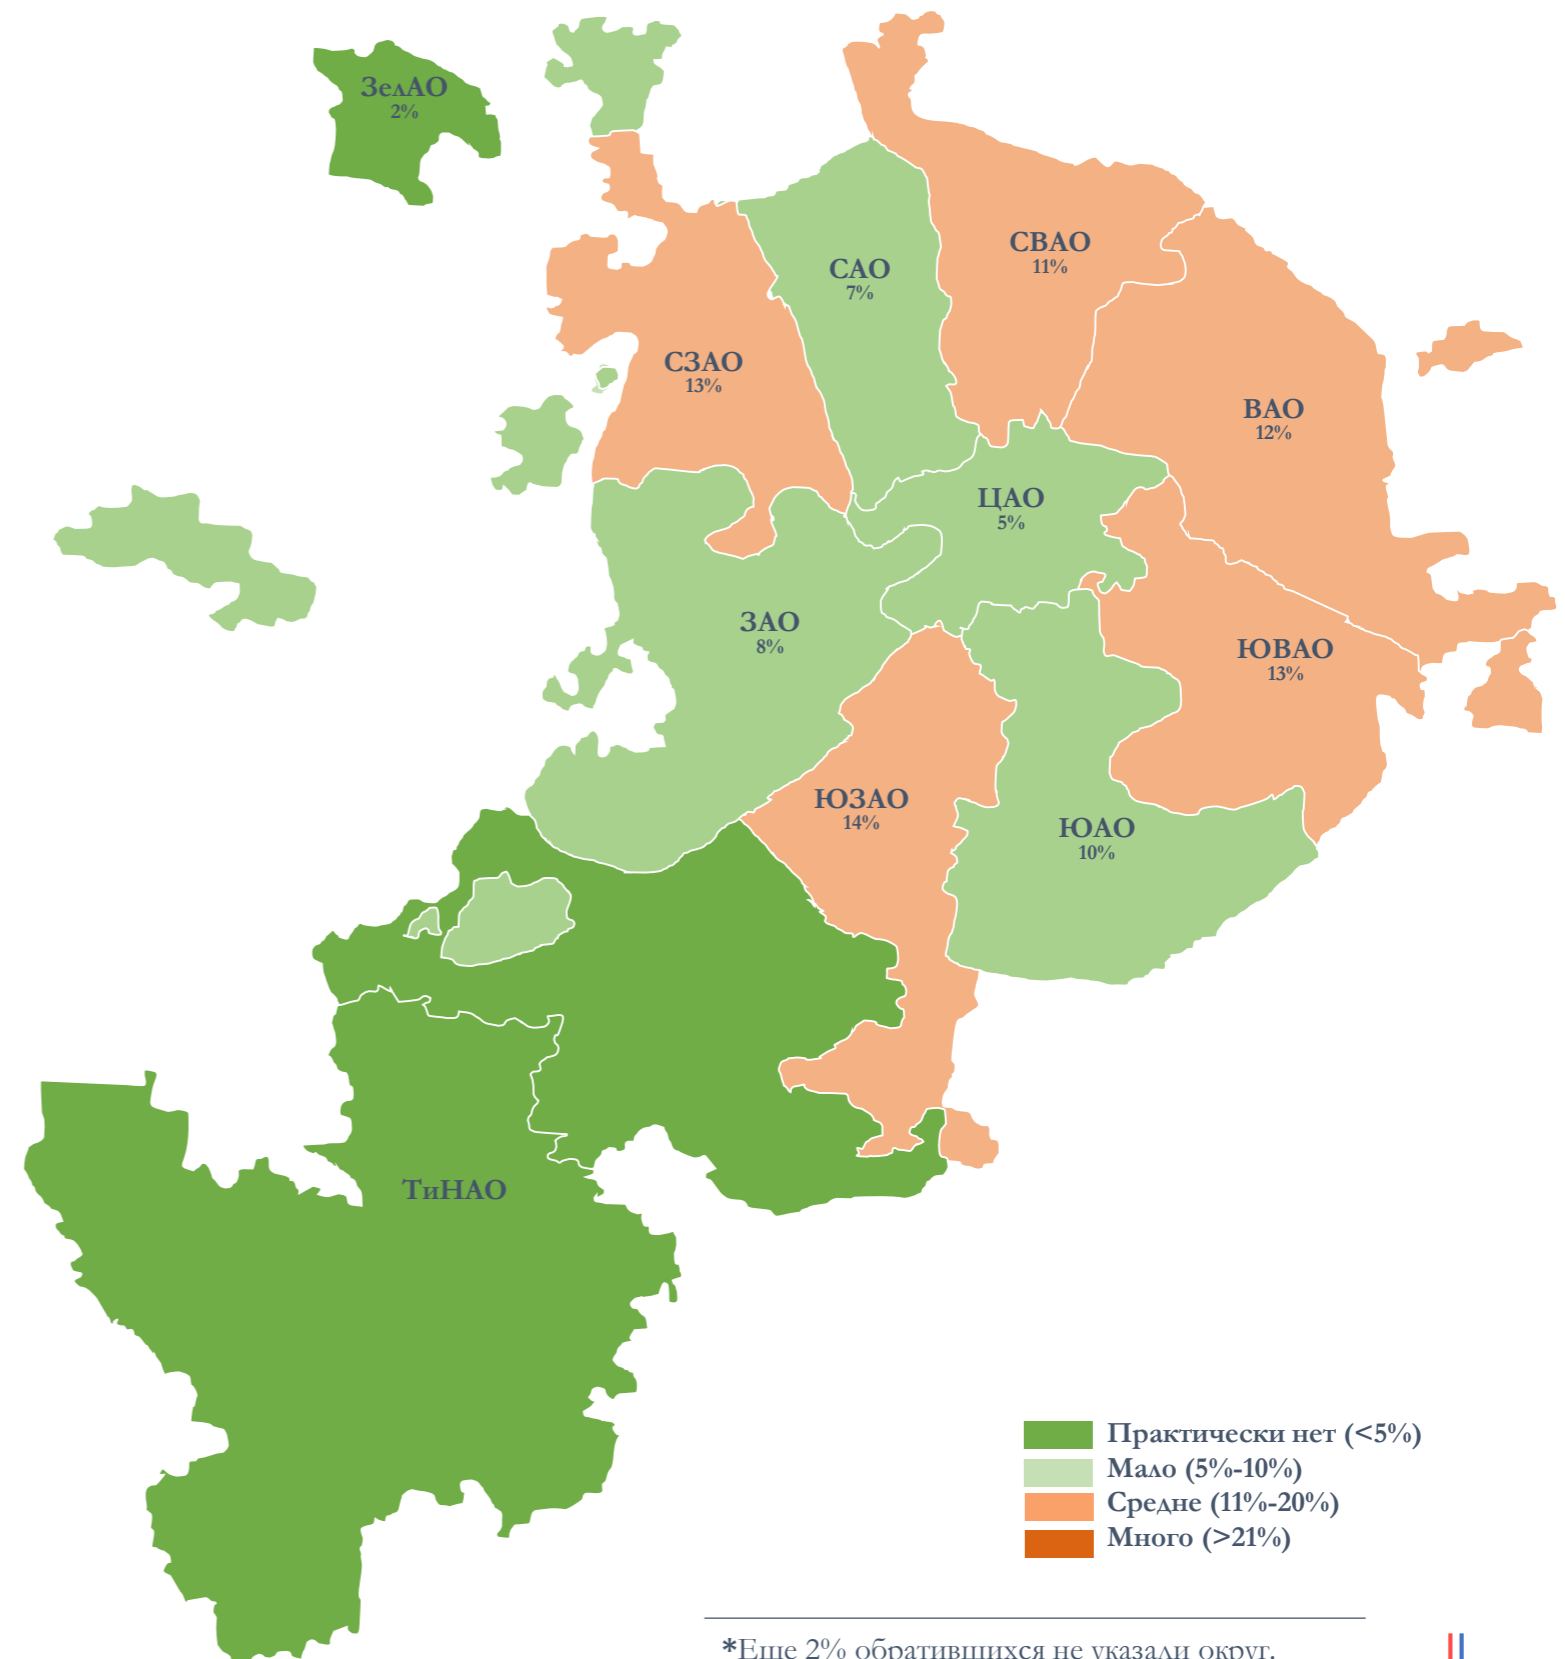 ЗелАО
2%
СВАО
11%
САО
7%
СЗАО
13%
ВАО
12%
ЦАО
5%
ЗАО
8%
ЮВАО
13%
ЮЗАО
14%
ЮАО
10%
ТиНАО
Практически нет (<5%)
Мало (5%-10%)
Средне (11%-20%)
Много (>21%)
*Еще 2% обратившихся не указали округ.